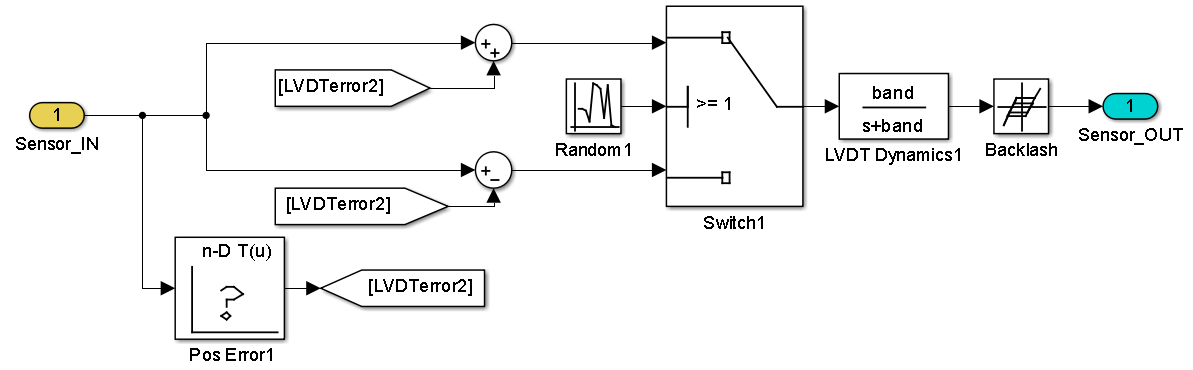 1
Sensor_IN
[LVDTerror2]
+
+
[LVDTerror2]
+
−
n-D T(u)
Pos Error1
[LVDTerror2]
Random1
>= 1
Switch1
band
s+band
LVDT Dynamics1
Backlash
1
Sensor_OUT